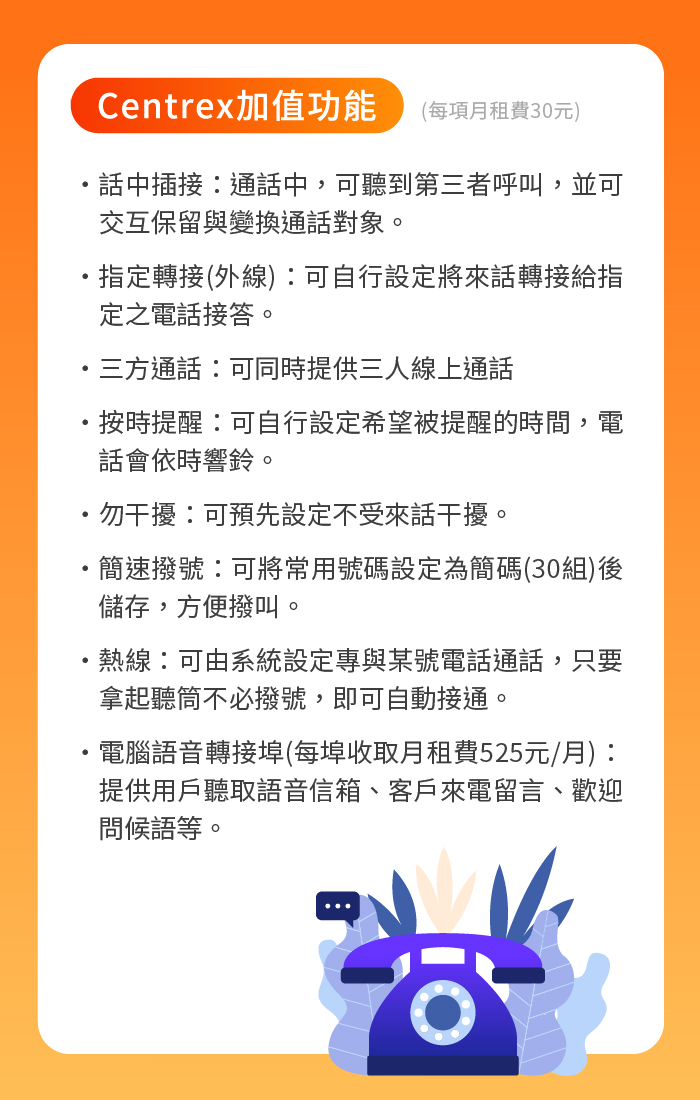 Centrex加值功能 (每項月租費30元)
・話中插接：通話中，可聽到第三者呼叫，並可
交互保留與變換通話對象。
・指定轉接(外線)：可自行設定將來話轉接給指
定之電話接答。
・三方通話：可同時提供三人線上通話
・按時提醒：可自行設定希望被提醒的時間，電
話會依時響鈴。
・勿干擾：可預先設定不受來話干擾。
・簡速撥號：可將常用號碼設定為簡碼(30組)後
儲存，方便撥叫。
・熱線：可由系統設定專與某號電話通話，只要
拿起聽筒不必撥號，即可自動接通。
・電腦語音轉接埠(每埠收取月租費525元/月)：
提供用戶聽取語音信箱、客戶來電留言、歡迎
問候語等。